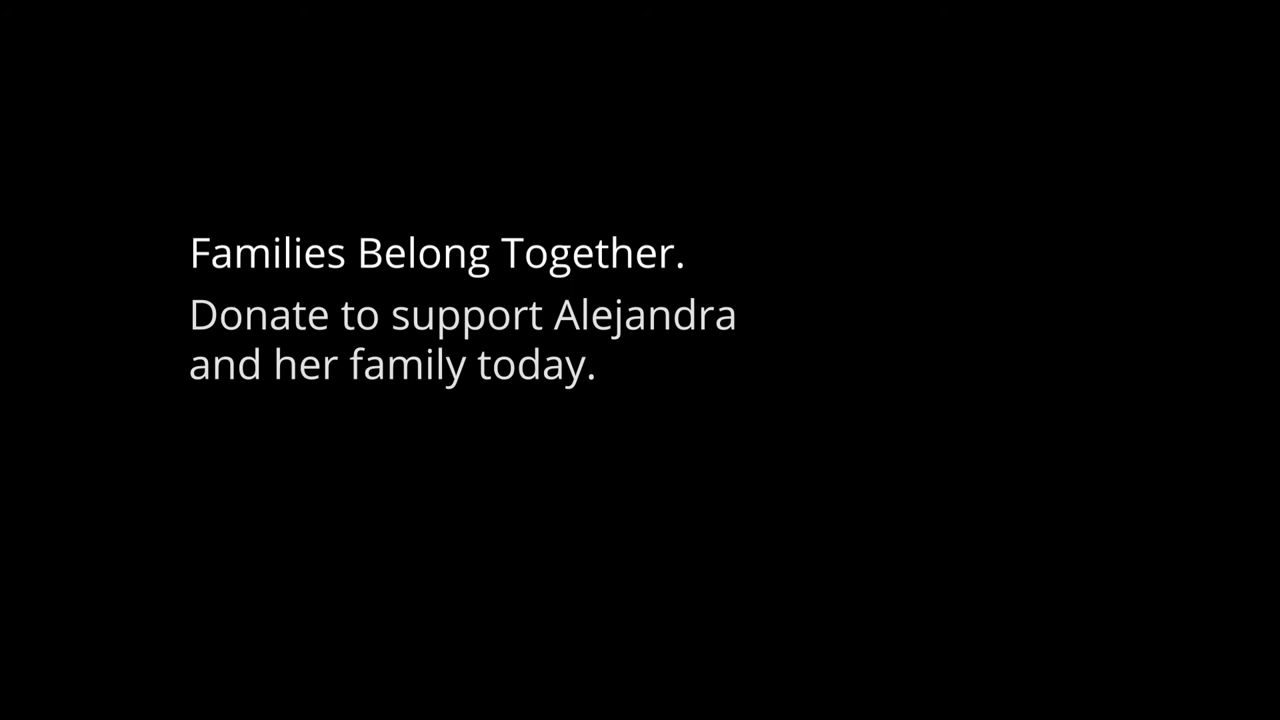 Families Belong Together.
Donate to support Alejandra
and her family today.